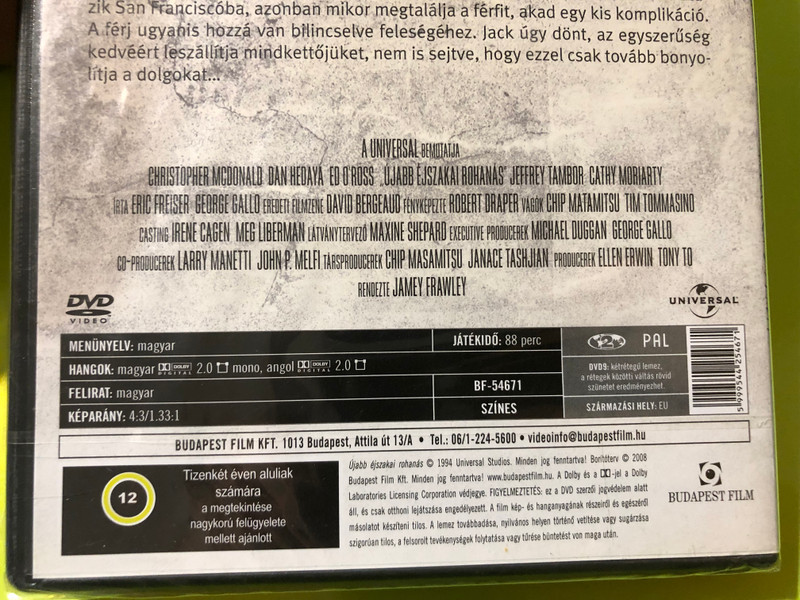 zik San Franciscóba, azonban mikor megtalálja a férfit, akad egy kis komplikáció.
A férj ugyanis hozzá van bilincselve feleségéhez. Jack úgy dönt, az egyszerűség
kedvéért leszállítja mindkettőjüket, nem is sejtve, hogy ezzel csak tovább bonyo-
lítja a dolgokat...
A UNIVERSAL BEMUTATJA
CHRISTOPHER MCDONALD DAN HEDAYA ED O'ROSS „ÚJABB ÉJSZAKAI ROHANÁS” JEFFREY TAMBOR CATHY MORIARTY
ÍRTA ERIC FREISER GEORGE GALLO EREDETI FILMZENE DAVID BERGEAUD FÉNYKÉPEZTE ROBERT DRAPER VÁGÓK CHIP MATAMITSU TIM TOMMASINO
CASTING IRENE CAGEN MEG LIBERMAN LÁTVÁNYTERVEZŐ MAXINE SHEPARD EXECUTIVE PRODUCEREK MICHAEL DUGGAN GEORGE GALLO
CO-PRODUCEREK LARRY MANETTI JOHN P. MELFI TÁRSPRODUCEREK CHIP MASAMITSU JANACE TASHJIAN PRODUCEREK ELLEN ERWIN TONY TO
RENDEZTE JAMEY FRAWLEY
DVD
VIDEO
UNIVERSAL
MENÜNYELV: magyar
JÁTÉKIDŐ: 88 perc
HANGOK: magyar DOLBY DIGITAL 2.0 mono, angol DOLBY DIGITAL 2.0
FELIRAT: magyar
BF-54671
KÉPARÁNY: 4:3/1.33:1
SZÍNES
2 PAL
DVD9: kétrétegű lemez,
a rétegek közötti váltás rövid
szünetet eredményezhet.
SZÁRMAZÁSI HELY: EU
5 999544 254671
BUDAPEST FILM KFT. 1013 Budapest, Attila út 13/A • Tel.: 06/1-224-5600 • videoinfo@budapestfilm.hu
12
Tizenkét éven aluliak
számára
a megtekintése
nagykorú felügyelete
mellett ajánlott
Újabb éjszakai rohanás © 1994 Universal Studios. Minden jog fenntartva! Borítóterv © 2008
Budapest Film Kft. Minden jog fenntartva! www.budapestfilm.hu. A Dolby és a DD-jel a Dolby
Laboratories Licensing Corporation védjegye. FIGYELMEZTETÉS: ez a DVD szerzői jogvédelem alatt
áll, és csak otthoni lejátszása engedélyezett. A film kép- és hanganyagának részeiről és egészéről
másolatot készíteni tilos. A lemez továbbadása, nyilvános helyen történő vetítése vagy sugárzása
szigorúan tilos, a felsorolt tevékenységek folytatása vagy tűrése büntetést von maga után.
BUDAPEST FILM